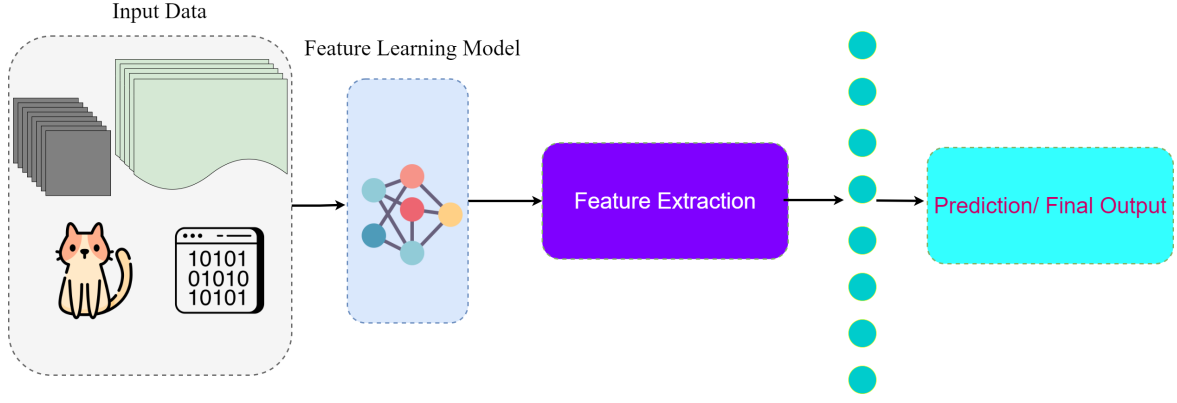 Input Data
Feature Learning Model
10101
01010
10101
Feature Extraction
Prediction/ Final Output